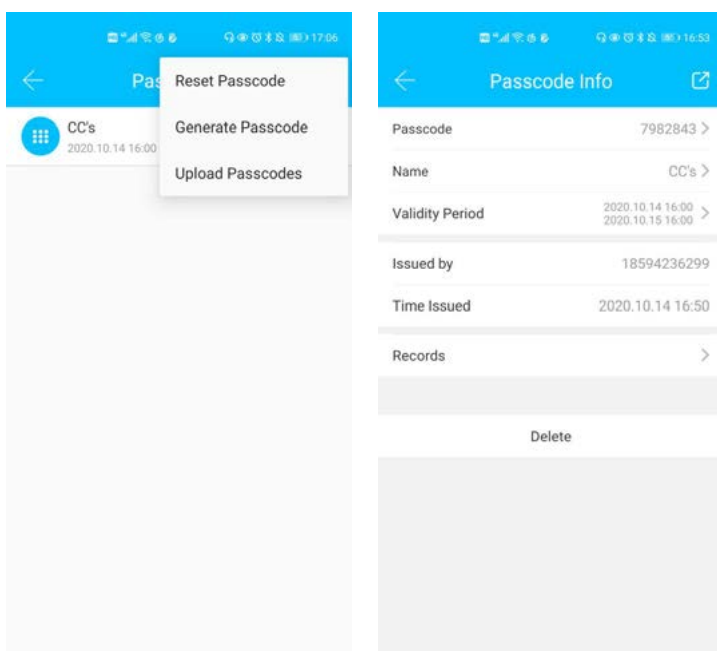 17:06
Pas
Reset Passcode
Generate Passcode
Upload Passcodes
CC's
2020.10.14 16:00
16:53
Passcode Info
Passcode 7982843
Name CC's
Validity Period 2020.10.14 16:00
2020.10.15 16:00
Issued by 18594236299
Time Issued 2020.10.14 16:50
Records
Delete